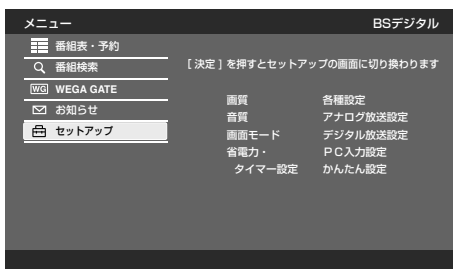 メニュー
BSデジタル
番組表・予約
番組検索
WG WEGA GATE
お知らせ
セットアップ
[ 決定 ] を押すとセットアップの画面に切り換わります
画質 各種設定
音質 アナログ放送設定
画面モード デジタル放送設定
省電力・ PC入力設定
タイマー設定 かんたん設定